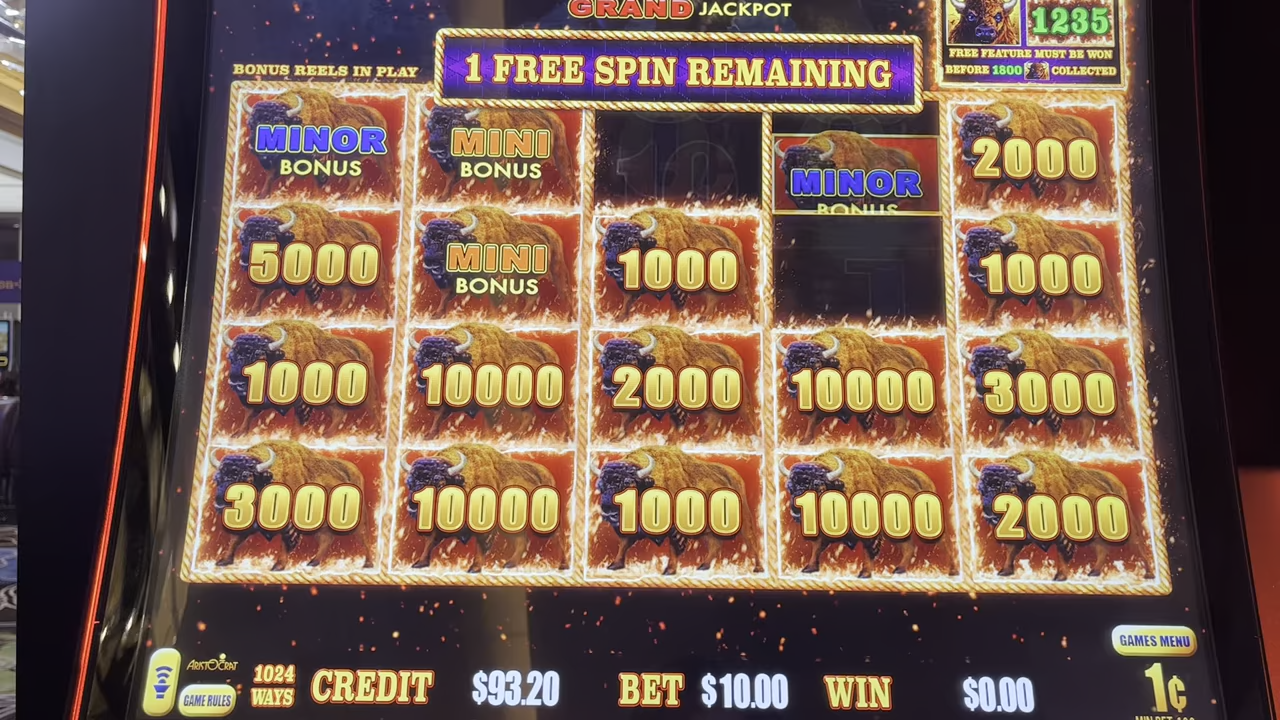 GRAND JACKPOT
1235
FREE FEATURE MUST BE WON
BEFORE 1800 COLLECTED
BONUS REELS IN PLAY
1 FREE SPIN REMAINING
MINOR BONUS
MINI BONUS
MINOR BONUS
2000
5000
MINI BONUS
1000
1000
1000
10000
2000
10000
3000
3000
10000
1000
10000
2000
GAMES MENU
ARISTOCRAT
GAME RULES
1024 WAYS
CREDIT $93.20
BET $10.00
WIN $0.00
1¢